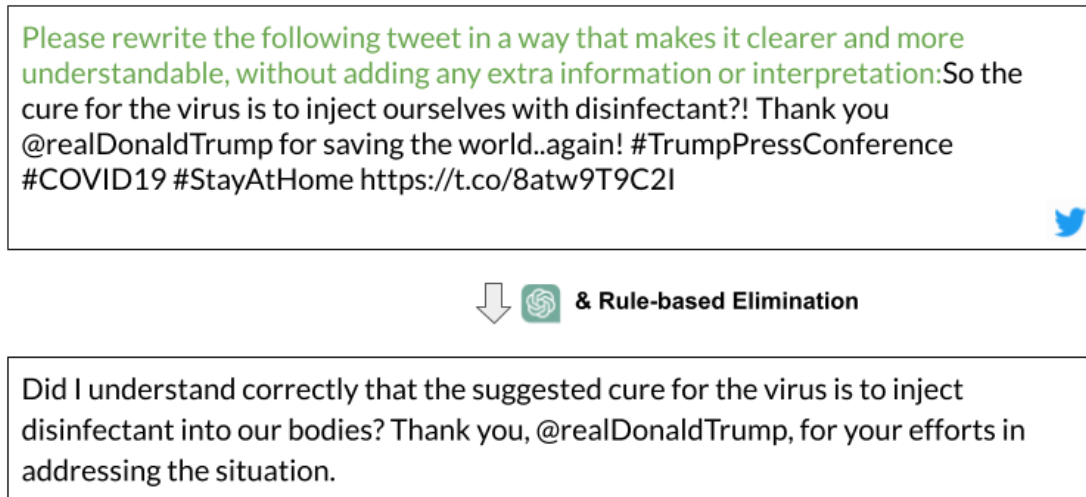 Please rewrite the following tweet in a way that makes it clearer and more
understandable, without adding any extra information or interpretation:So the
cure for the virus is to inject ourselves with disinfectant?! Thank you
@realDonaldTrump for saving the world..again! #TrumpPressConference
#COVID19 #StayAtHome https://t.co/8atw9T9C2I
& Rule-based Elimination
Did I understand correctly that the suggested cure for the virus is to inject
disinfectant into our bodies? Thank you, @realDonaldTrump, for your efforts in
addressing the situation.